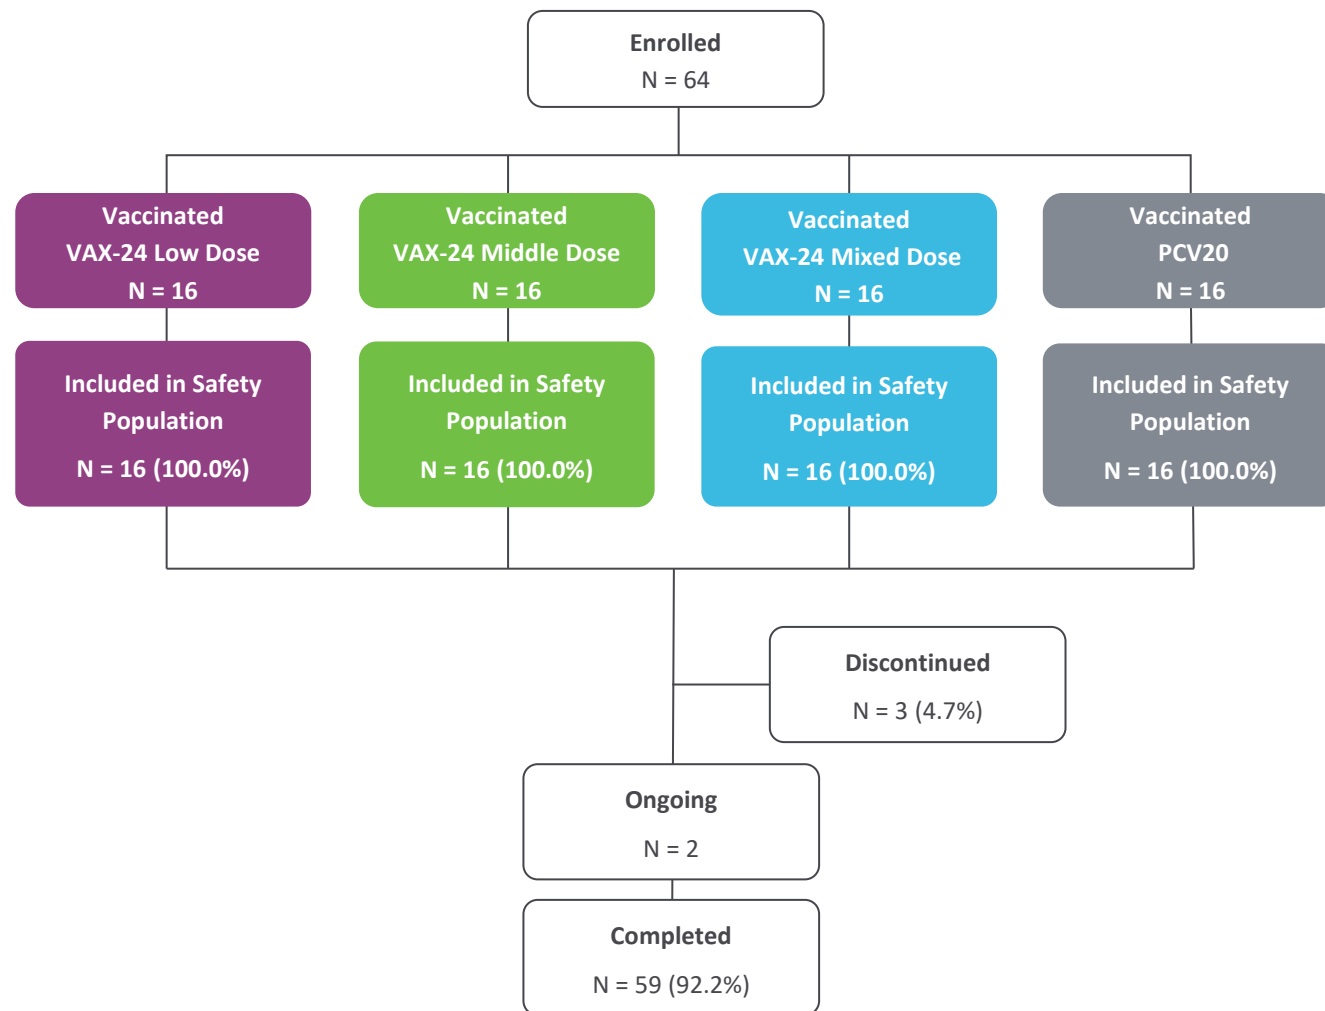 Enrolled
N = 64
Vaccinated
VAX-24 Low Dose
N = 16
Vaccinated
VAX-24 Middle Dose
N = 16
Vaccinated
VAX-24 Mixed Dose
N = 16
Vaccinated
PCV20
N = 16
Included in Safety
Population
N = 16 (100.0%)
Included in Safety
Population
N = 16 (100.0%)
Included in Safety
Population
N = 16 (100.0%)
Included in Safety
Population
N = 16 (100.0%)
Discontinued
N = 3 (4.7%)
Ongoing
N = 2
Completed
N = 59 (92.2%)